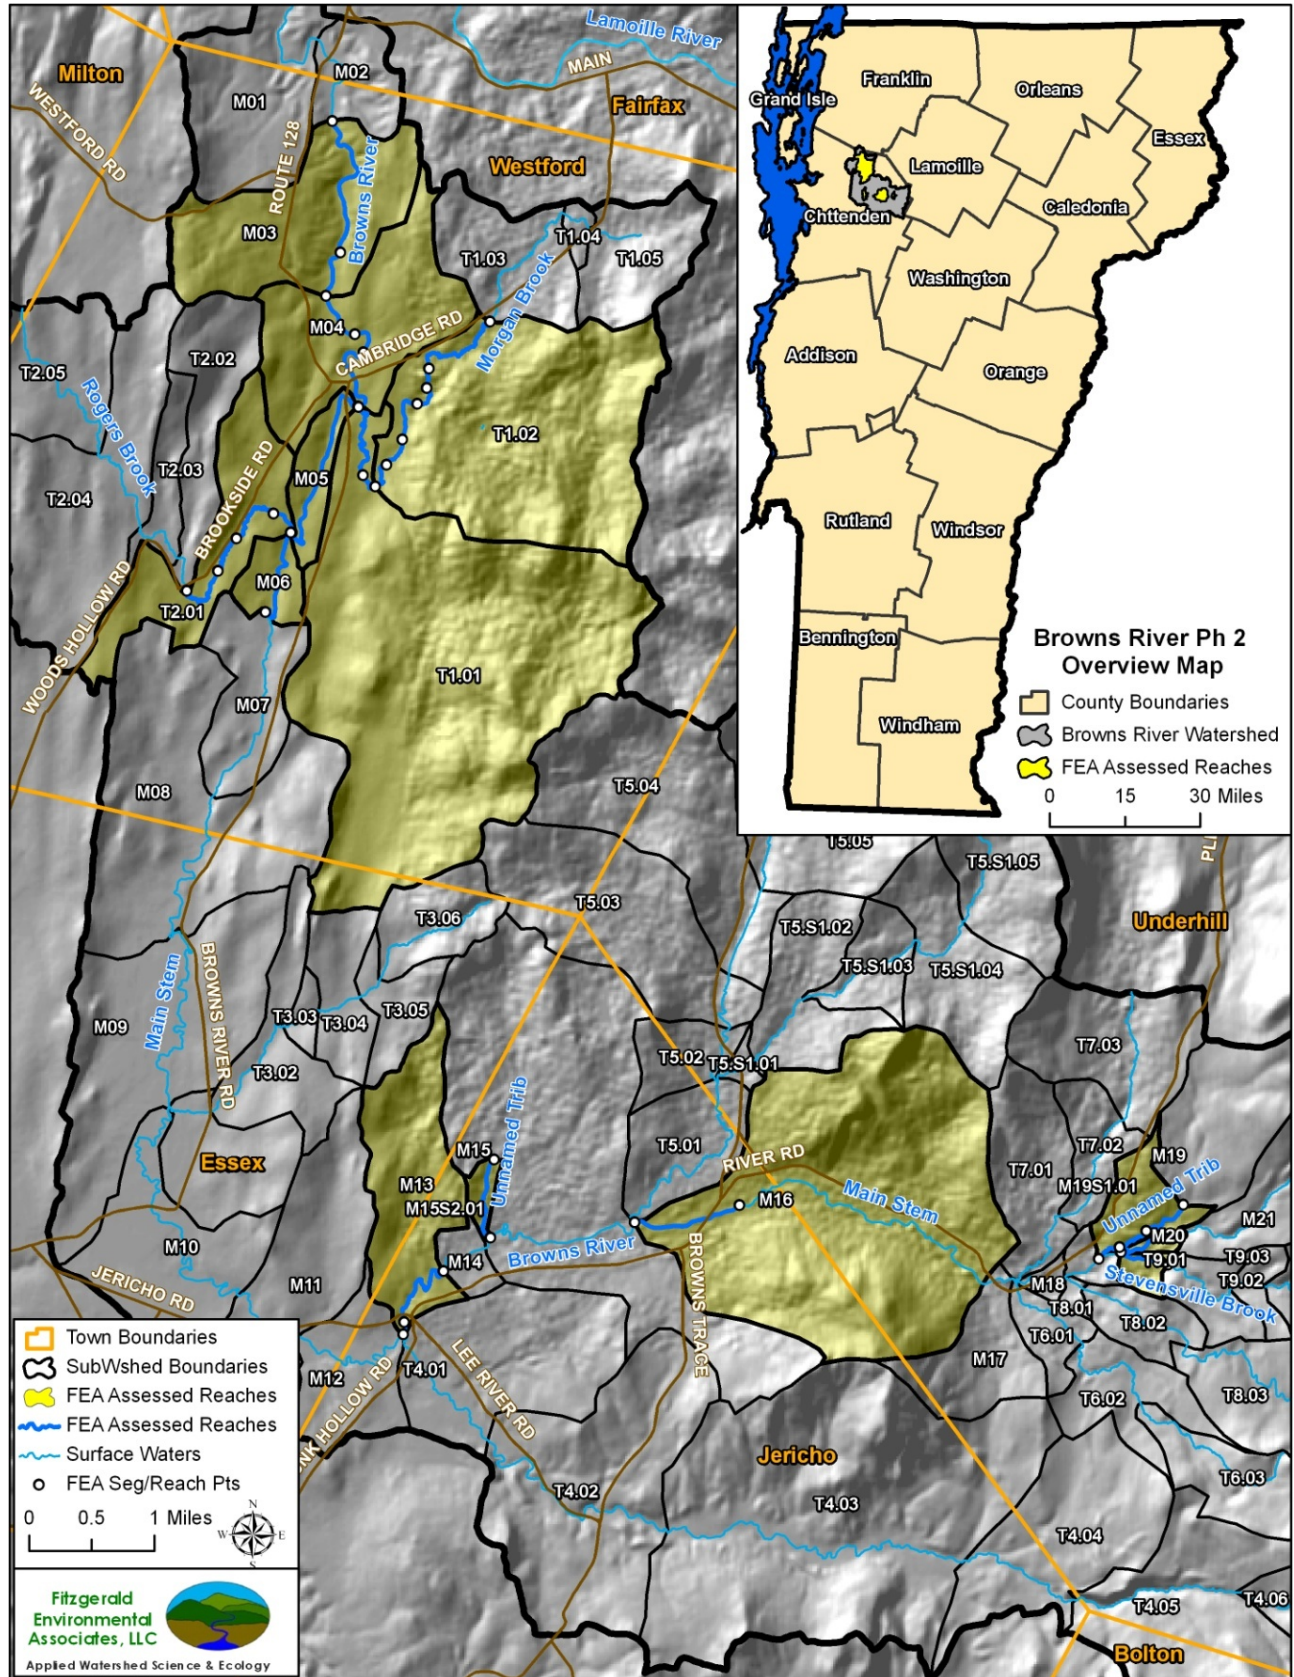 Lamoille River
Milton
M02
MAIN
M01
Fairfax
WESTFORD RD
ROUTE 128
Browns River
Westford
M03
T1.04
T1.03
T1.05
M04
CAMBRIDGE RD
Morgan Brook
T2.02
T2.05
Rogers Brook
T1.02
T2.03
BROOKSIDE RD
M05
T2.04
WOODS HOLLOW RD
M06
T2.01
T1.01
M07
T5.04
M08
T5.03
T3.06
T5.05
T5.S1.05
PL
Underhill
T5.S1.02
T5.S1.03
T5.S1.04
BROWNS RIVER RD
Main Stem
T3.05
T3.03
T3.04
M09
T3.02
T5.02
T5.S1.01
T7.03
Unnamed Trib
Essex
M15
T5.01
RIVER RD
T7.02
M19
T7.01
M13
M15S2.01
M16
Main Stem
M19S1.01
Unnamed Trib
M21
M10
M14
Browns River
M20
T9.03
T9.01
T9.02
JERICHO RD
M11
BROWNS TRACE
M18
Stevensville Brook
T8.01
T8.02
T6.01
M12
T4.01
LEE RIVER RD
M17
T8.03
T6.02
NK HOLLOW RD
Jericho
T6.03
T4.02
T4.03
T4.04
T4.05
T4.06
Bolton
Franklin
Orleans
Grand Isle
Essex
Lamoille
Chttenden
Caledonia
Washington
Addison
Orange
Rutland
Windsor
Bennington
Windham
Browns River Ph 2
Overview Map
County Boundaries
Browns River Watershed
FEA Assessed Reaches
0 15 30 Miles
Town Boundaries
SubWshed Boundaries
FEA Assessed Reaches
FEA Assessed Reaches
Surface Waters
FEA Seg/Reach Pts
0 0.5 1 Miles
N
W E
S
Fitzgerald
Environmental
Associates, LLC
Applied Watershed Science & Ecology